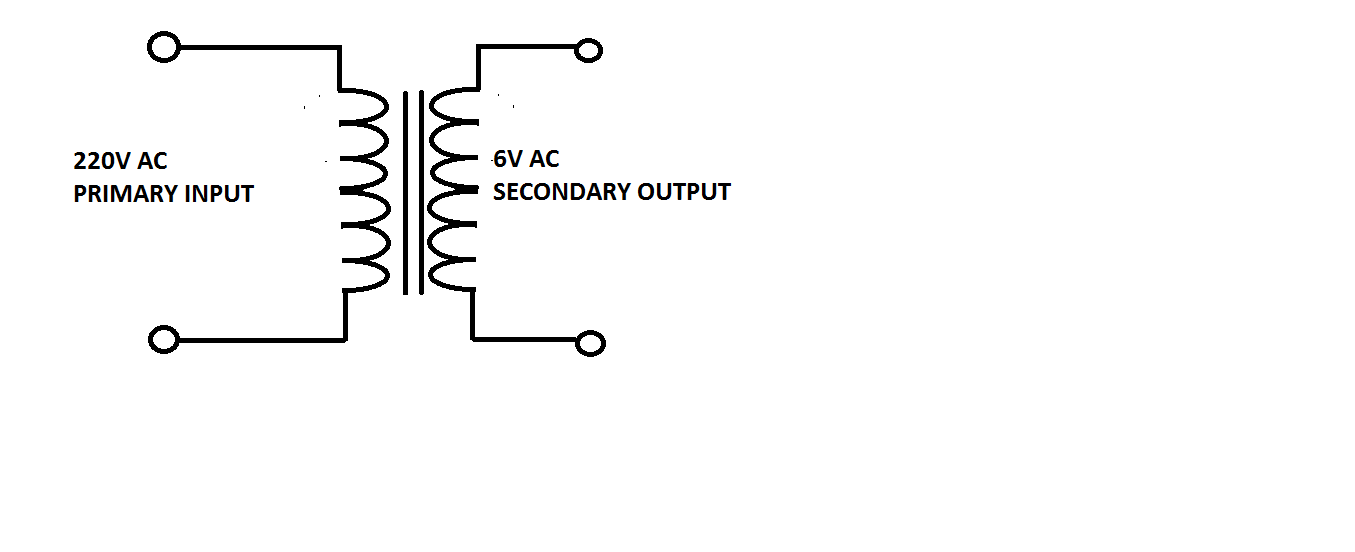 220V AC
PRIMARY INPUT
6V AC
SECONDARY OUTPUT